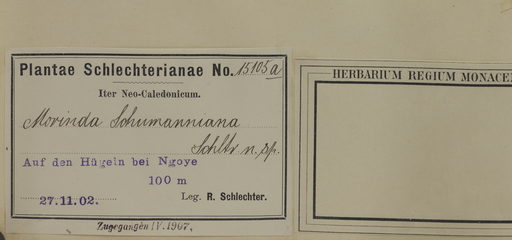 Plantae Schlechterianae No. 15105a
Iter Neo-Caledonicum.
Morinda Schumanniana
Schltr n. sp.
Auf den Hügeln bei Ngoye
100 m
27.11.02. Leg. R. Schlechter.
Zugegangen IV. 1907.
HERBARIUM REGIUM MONACE